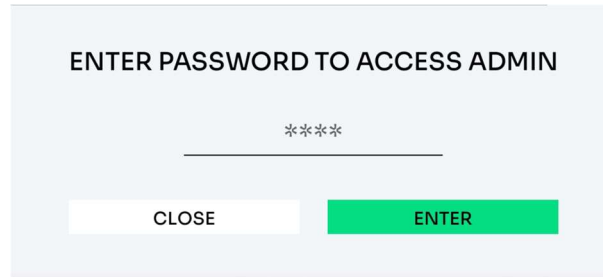 ENTER PASSWORD TO ACCESS ADMIN
****
CLOSE
ENTER